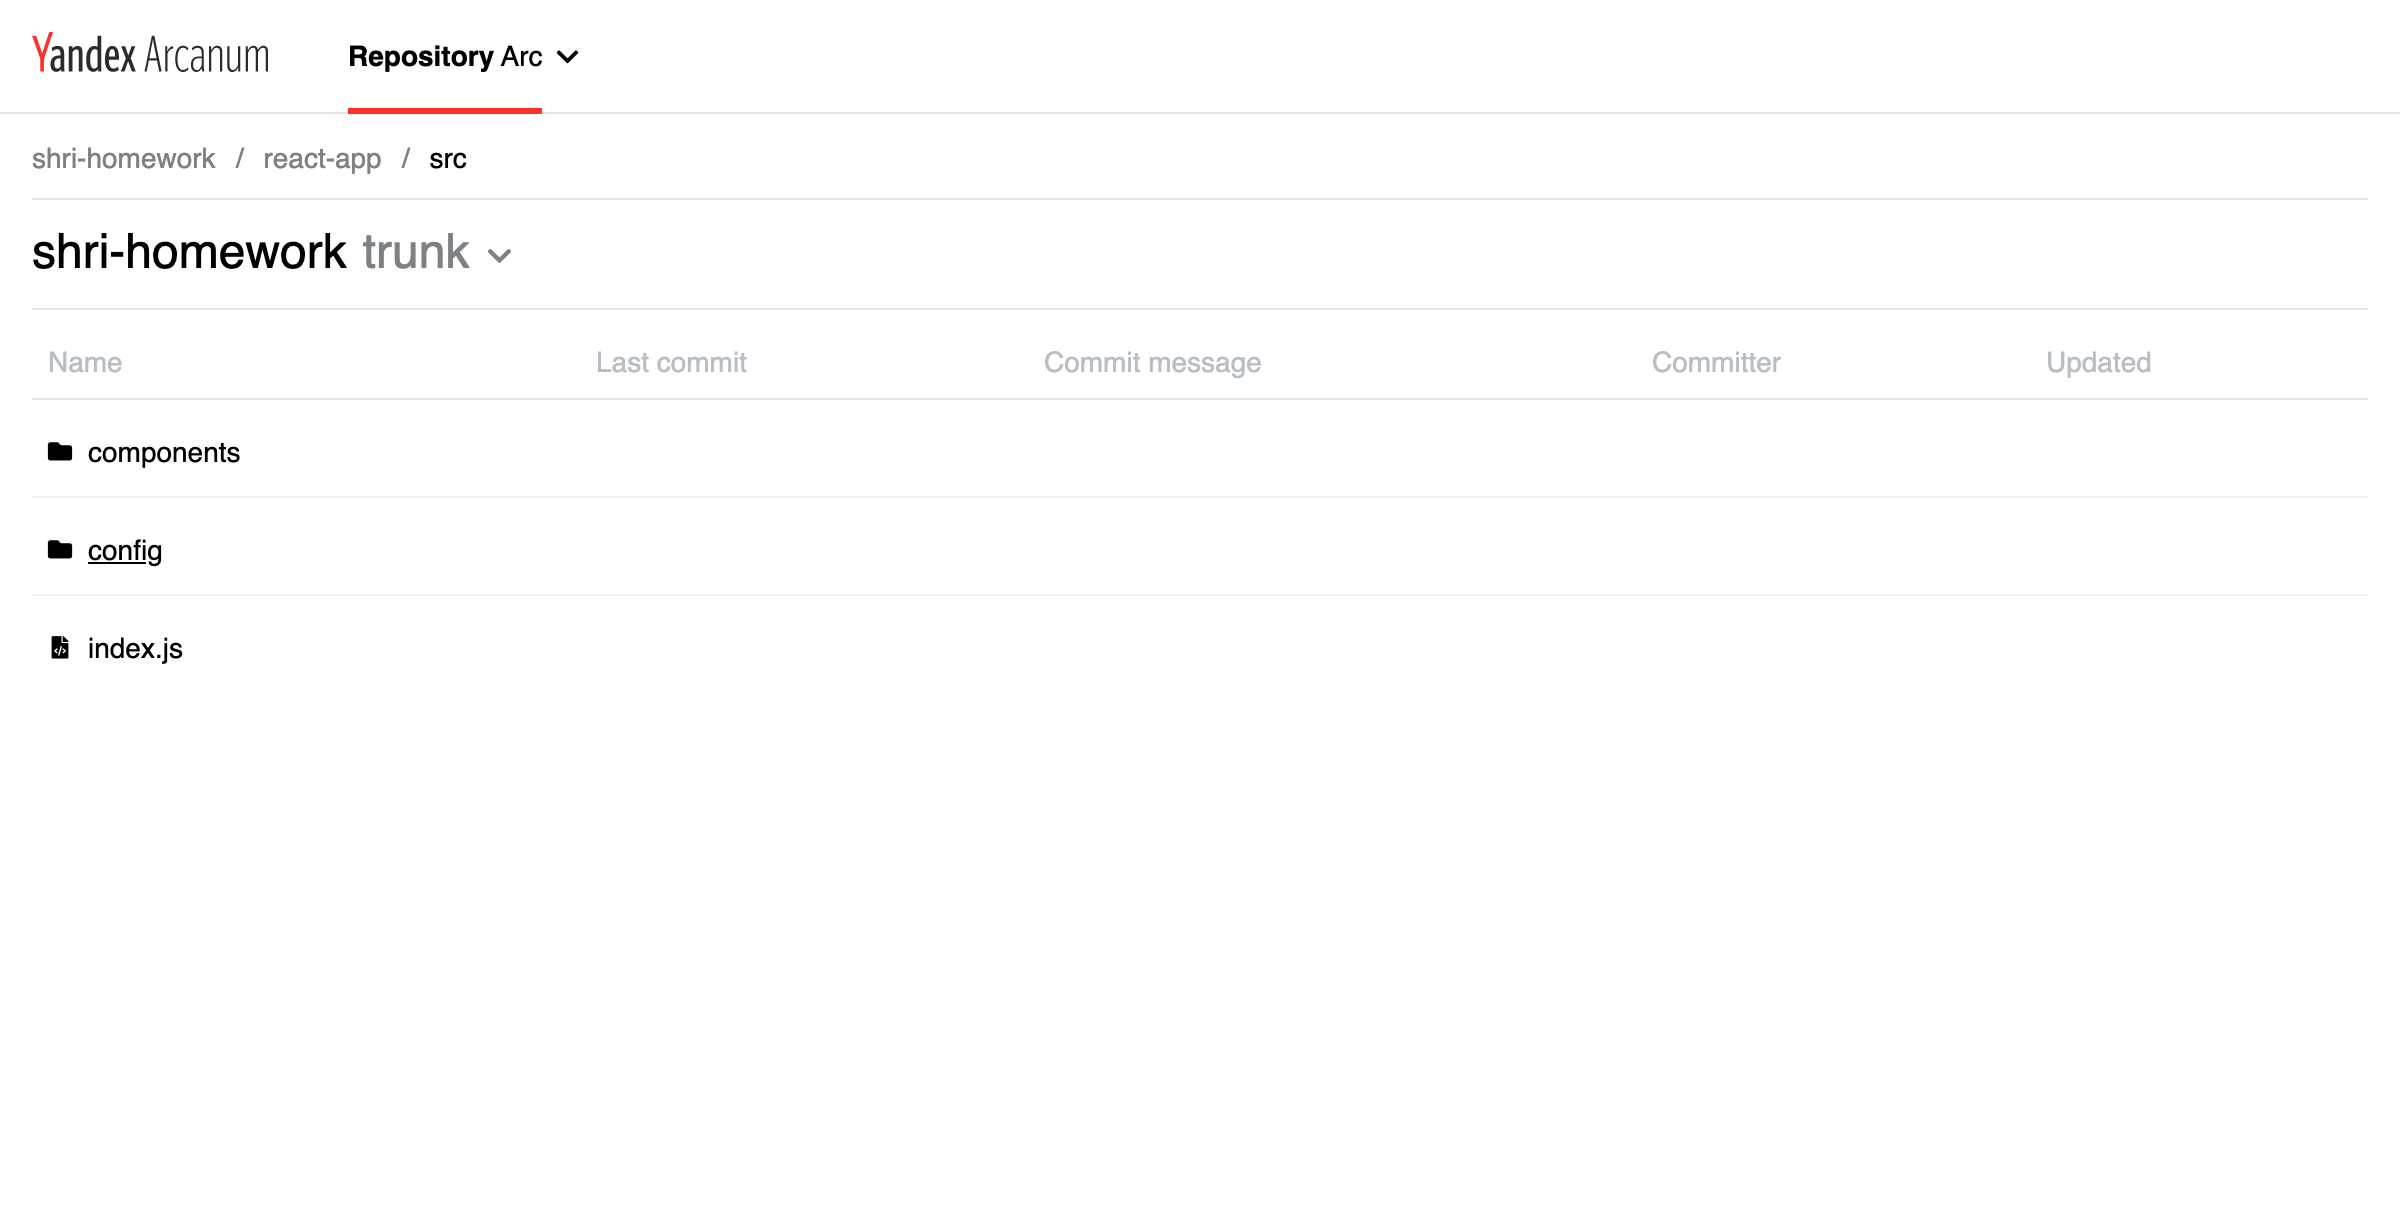 Yandex Arcanum Repository Arc
shri-homework / react-app / src
shri-homework trunk
Name Last commit Commit message Committer Updated
components
config
index.js